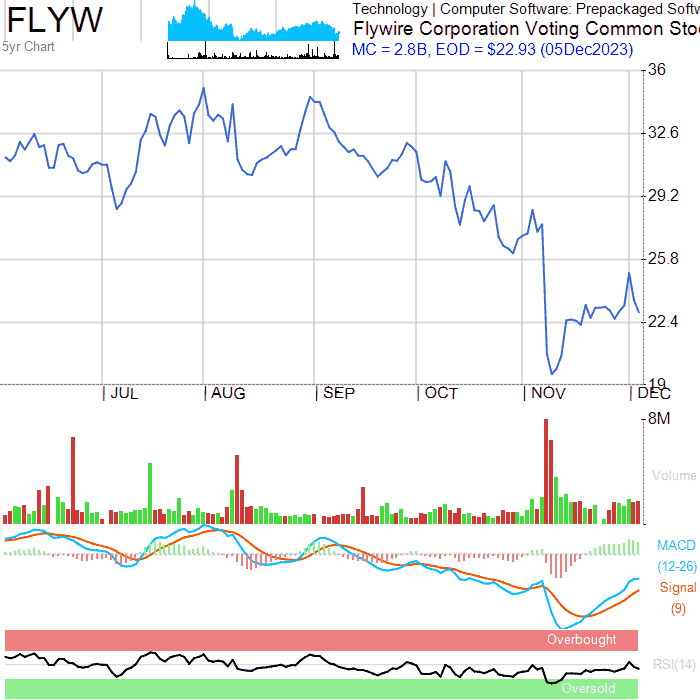 FLYW
5yr Chart
Technology | Computer Software: Prepackaged Softw
Flywire Corporation Voting Common Sto
MC = 2.8B, EOD = $22.93 (05Dec2023)
36
32.6
29.2
25.8
22.4
19
JUL AUG SEP OCT NOV DEC
8M
Volume
MACD
(12-26)
Signal
(9)
Overbought
RSI(14)
Oversold